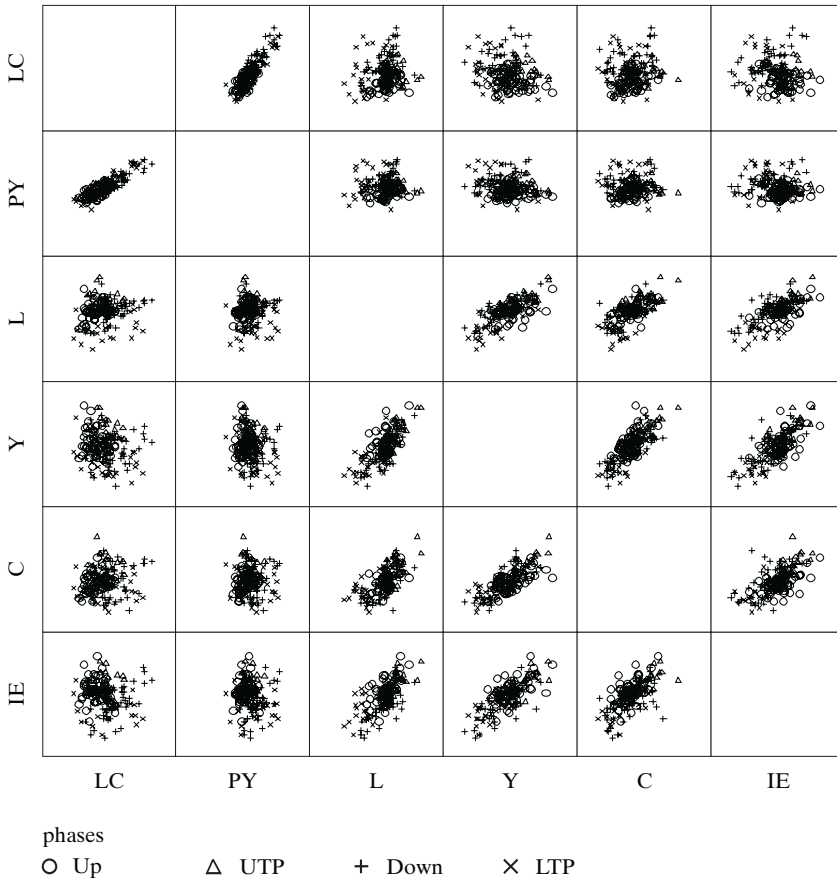 LC
PY
L
Y
C
IE
LC PY L Y C IE
phases
Up UTP Down LTP